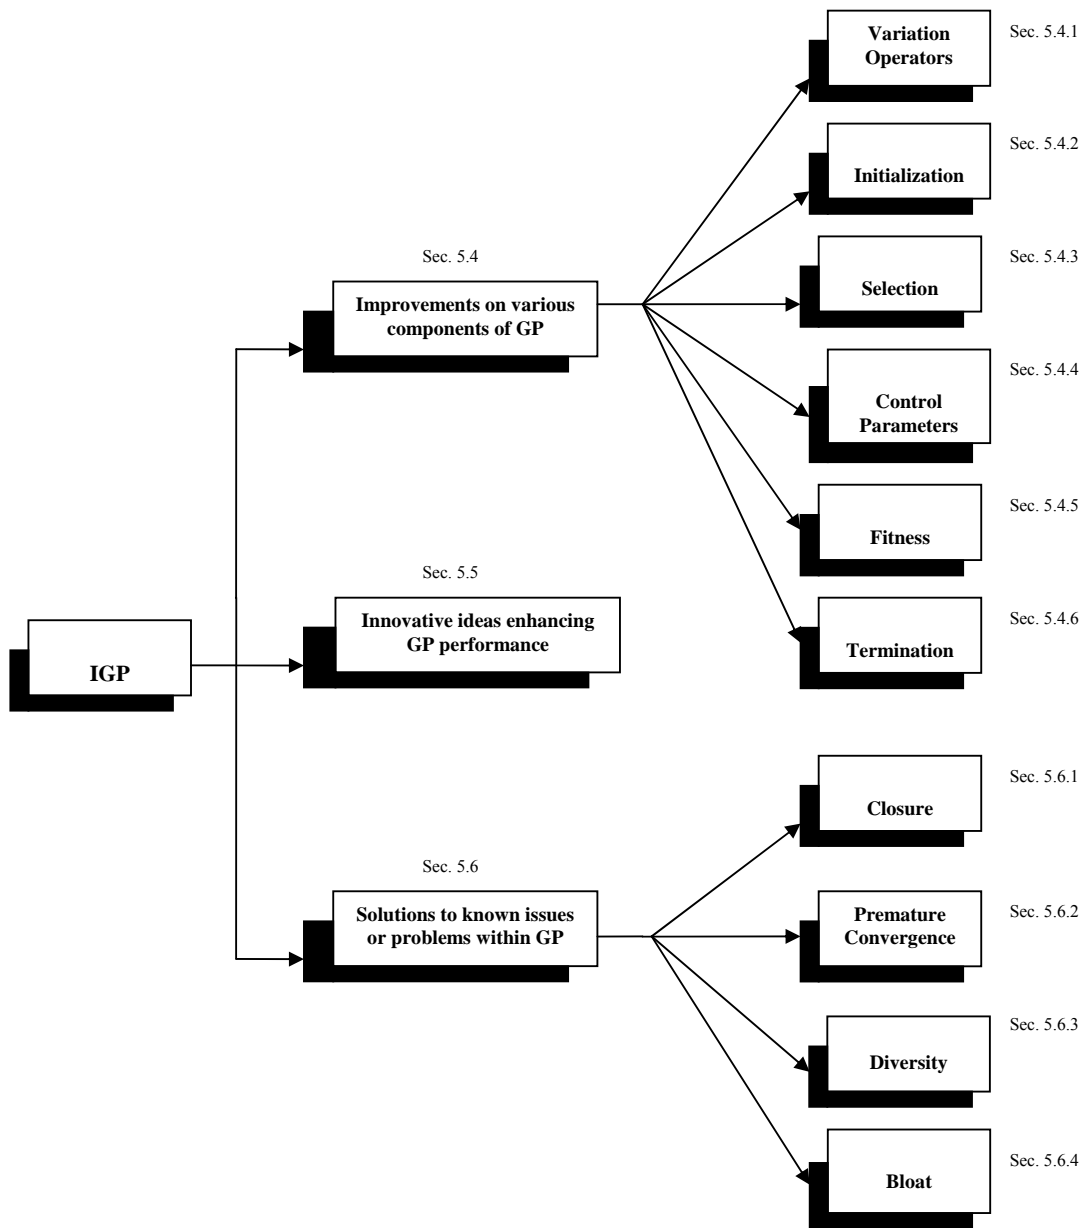 Variation
Operators
Sec. 5.4.1
Initialization
Sec. 5.4.2
Sec. 5.4
Improvements on various
components of GP
Selection
Sec. 5.4.3
Control
Parameters
Sec. 5.4.4
Fitness
Sec. 5.4.5
Sec. 5.5
Innovative ideas enhancing
GP performance
IGP
Termination
Sec. 5.4.6
Closure
Sec. 5.6.1
Sec. 5.6
Solutions to known issues
or problems within GP
Premature
Convergence
Sec. 5.6.2
Diversity
Sec. 5.6.3
Bloat
Sec. 5.6.4